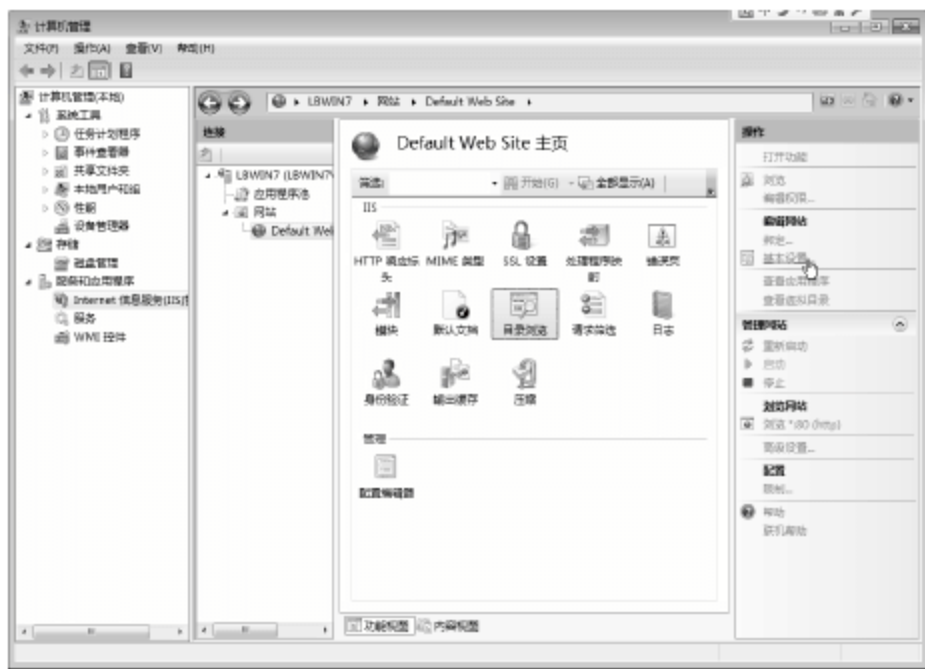 计算机管理
文件(F) 操作(A) 查看(V) 帮助(H)
计算机管理(本地)
系统工具
任务计划程序
事件查看器
共享文件夹
本地用户和组
性能
设备管理器
存储
磁盘管理
服务和应用程序
Internet 信息服务(IIS)
服务
WMI 控件
LBWIN7 网站 Default Web Site
连接
LBWIN7 (LBWIN7\
应用程序池
网站
Default Wel
Default Web Site 主页
筛选: 开始(G) 全部显示(A)
IIS
HTTP 响应标头
MIME 类型
SSL 设置
处理程序映射
错误页
模块
默认文档
目录浏览
请求筛选
日志
身份验证
输出缓存
压缩
管理
配置编辑器
功能视图 内容视图
操作
打开功能
浏览
编辑权限...
编辑网站
绑定...
基本设置...
查看应用程序
查看虚拟目录
管理网站
重新启动
启动
停止
浏览网站
浏览 *:80 (http)
高级设置...
配置
限制...
帮助
联机帮助